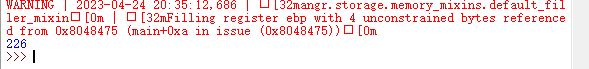 WARNING | 2023-04-24 20:35:12,686 | □[32mangr.storage.memory_mixins.default_fil
ler_mixin□[0m | □[32mFilling register ebp with 4 unconstrained bytes reference
d from 0x8048475 (main+0xa in issue (0x8048475))□[0m
226
>>>